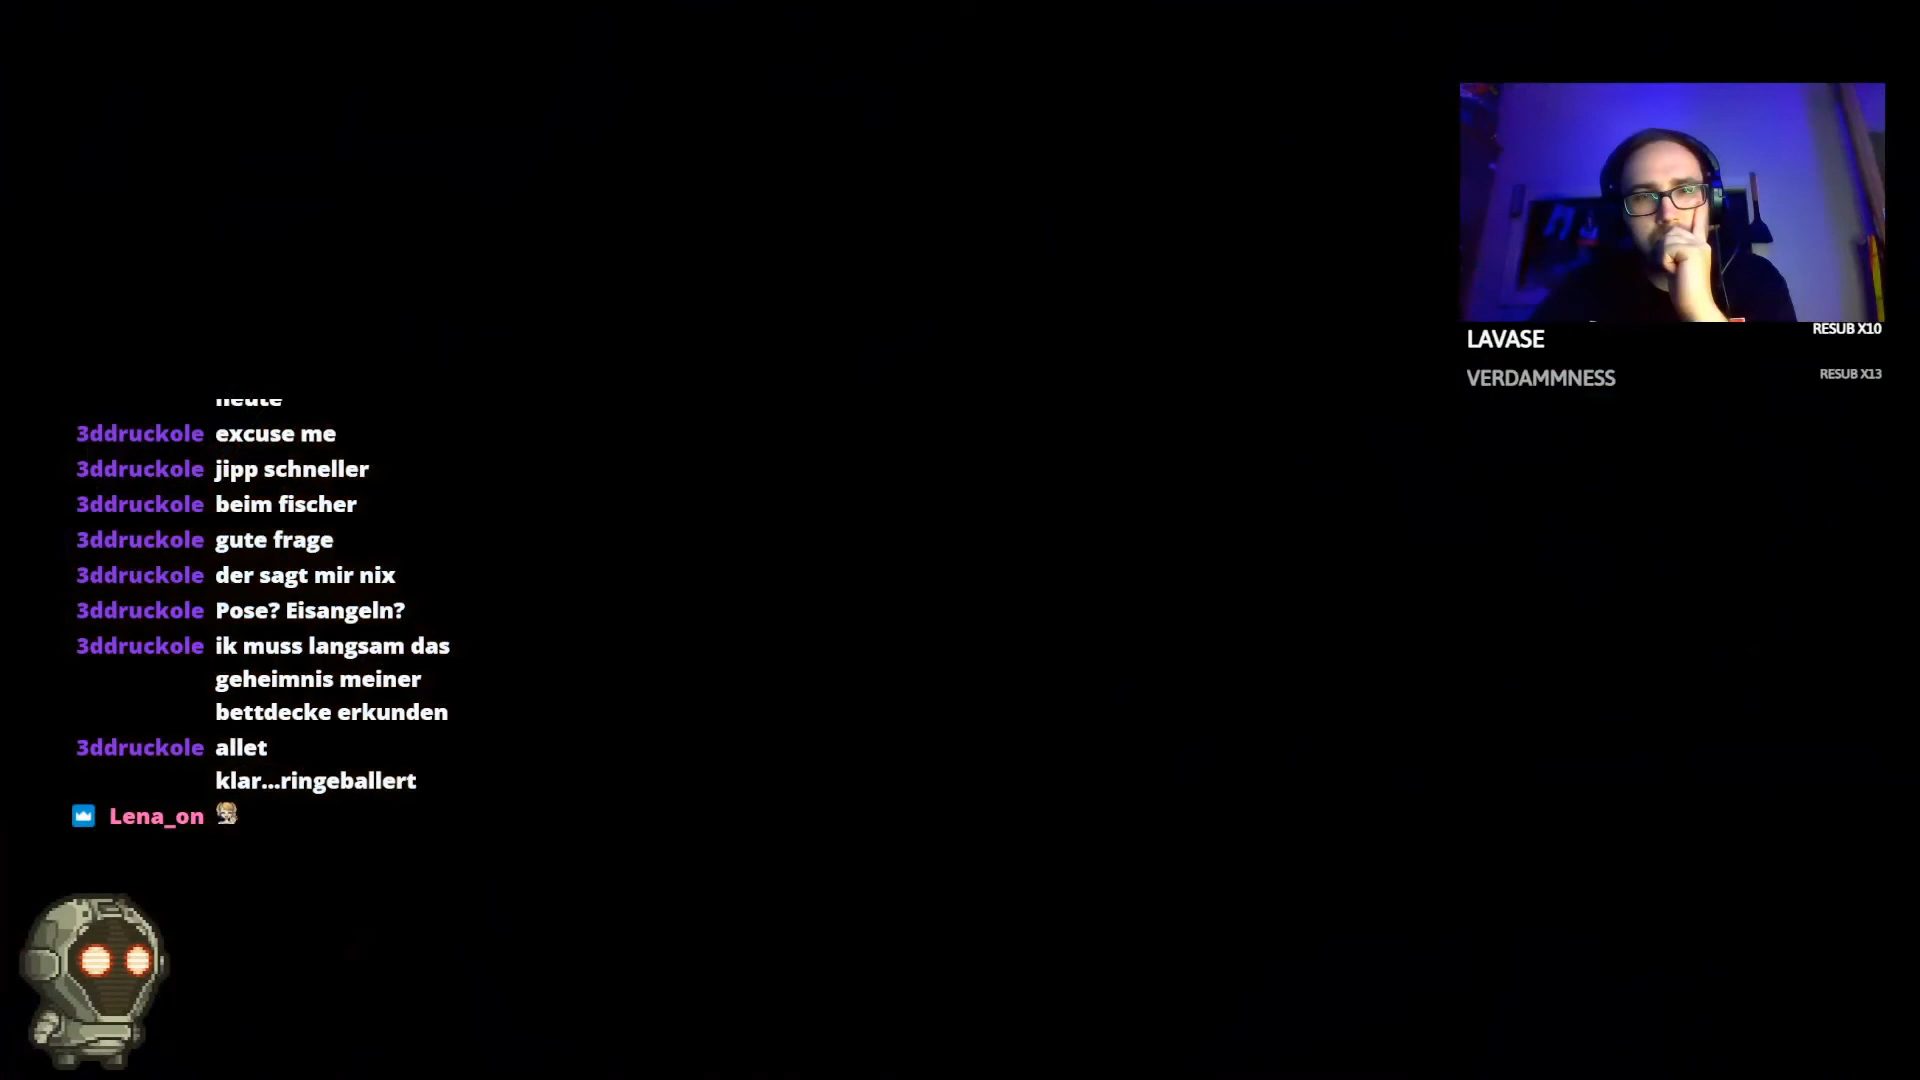 LAVASE RESUB X10
VERDAMMNESS RESUB X13
heute
3ddruckole excuse me
3ddruckole jipp schneller
3ddruckole beim fischer
3ddruckole gute frage
3ddruckole der sagt mir nix
3ddruckole Pose? Eisangeln?
3ddruckole ik muss langsam das
geheimnis meiner
bettdecke erkunden
3ddruckole allet
klar...ringeballert
Lena_on